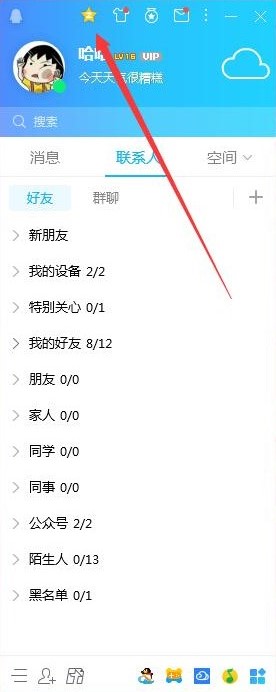 哈哈 LV16 VIP
今天天气很糟糕
搜索
消息 联系人 空间
好友 群聊
新朋友
我的设备 2/2
特别关心 0/1
我的好友 8/12
朋友 0/0
家人 0/0
同学 0/0
同事 0/0
公众号 2/2
陌生人 0/13
黑名单 0/1